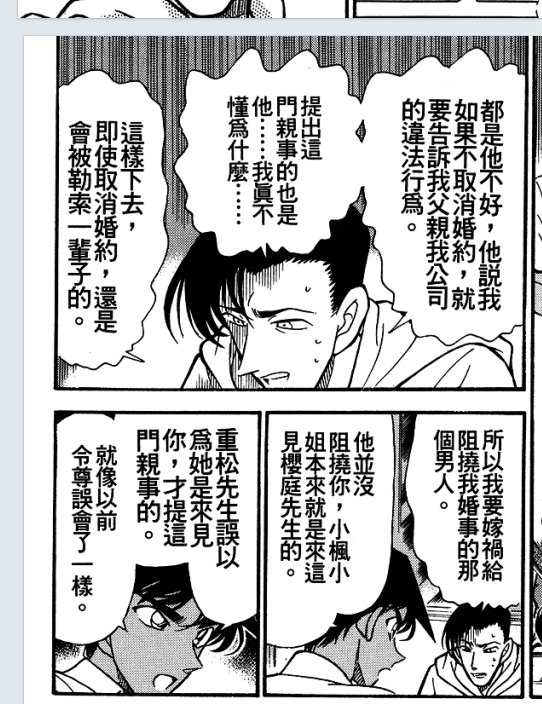 都是他不好，他說我
如果不取消婚約，就
要告訴我父親我公司
的違法行為。
提出這
門親事的也是
他……我真不
懂為什麼……
這樣下去，
即使取消婚約，還是
會被勒索一輩子的。
所以我要嫁禍給
阻撓我婚事的那
個男人。
他並沒
阻撓你，小楓小
姐本來就是來這
見櫻庭先生的。
重松先生誤以
為她是來見
你，才提這
門親事的。
就像以前
令尊誤會了一樣。